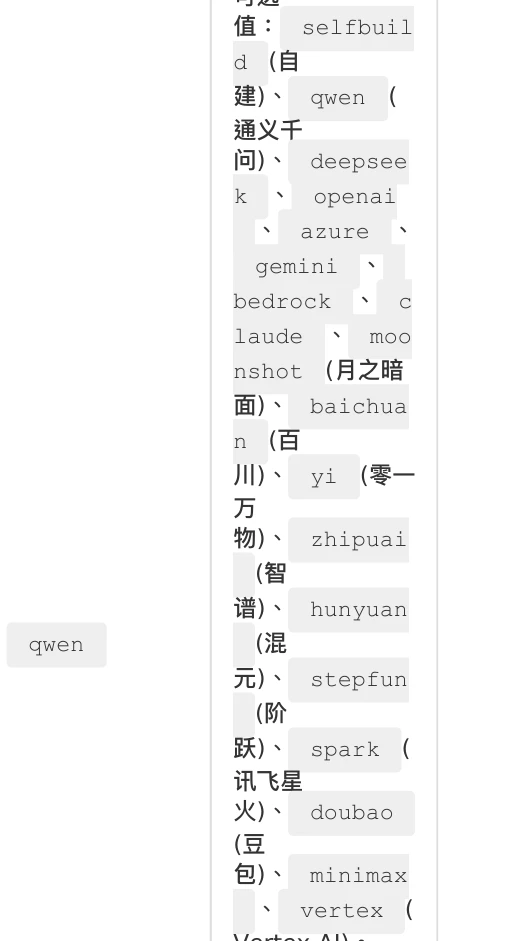 可选
值： selfbuil
d (自
建)、 qwen (
通义千
问)、 deepsee
k 、 openai
、 azure 、
gemini 、
bedrock 、 c
laude 、 moo
nshot (月之暗
面)、 baichua
n (百
川)、 yi (零一
万
物)、 zhipuai
(智
谱)、 hunyuan
(混
qwen
元)、 stepfun
(阶
跃)、 spark (
讯飞星
火)、 doubao
(豆
包)、 minimax
、 vertex (
Vertex AI)。